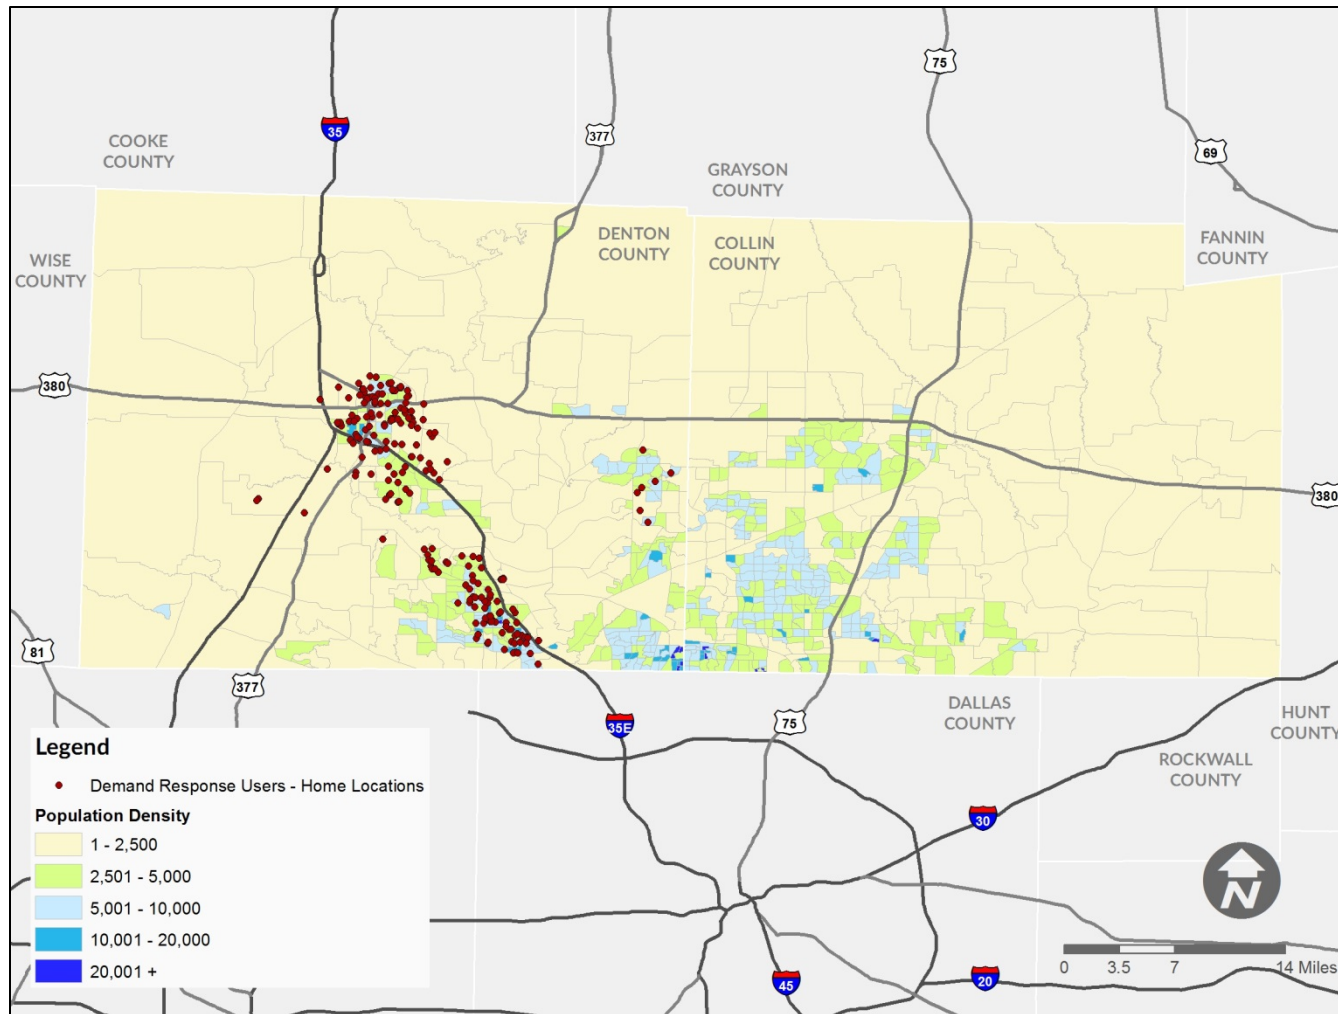 75
35
377
COOKE
COUNTY
69
GRAYSON
COUNTY
DENTON
COUNTY
COLLIN
COUNTY
FANNIN
COUNTY
WISE
COUNTY
380
380
81
377
DALLAS
COUNTY
HUNT
COUNTY
35E
75
ROCKWALL
COUNTY
Legend
Demand Response Users - Home Locations
Population Density
1 - 2,500
2,501 - 5,000
5,001 - 10,000
10,001 - 20,000
20,001 +
30
N
0 3.5 7 14 Miles
45
20